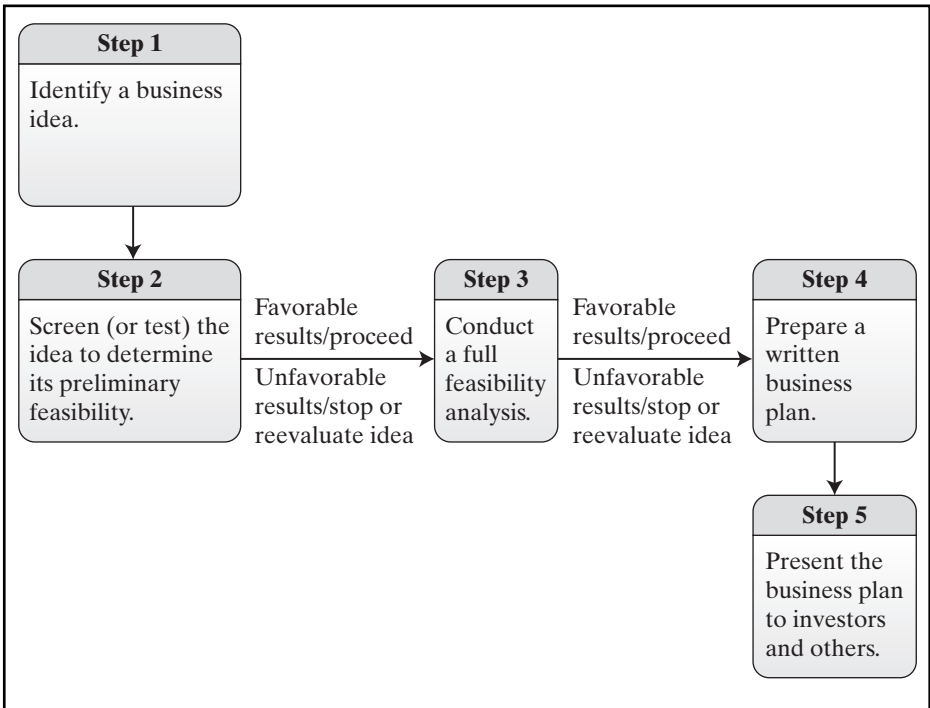 Step 1
Identify a business
idea.
Step 2
Screen (or test) the
idea to determine
its preliminary
feasibility.
Favorable
results/proceed
Unfavorable
results/stop or
reevaluate idea
Step 3
Conduct
a full
feasibility
analysis.
Favorable
results/proceed
Unfavorable
results/stop or
reevaluate idea
Step 4
Prepare a
written
business
plan.
Step 5
Present the
business plan
to investors
and others.